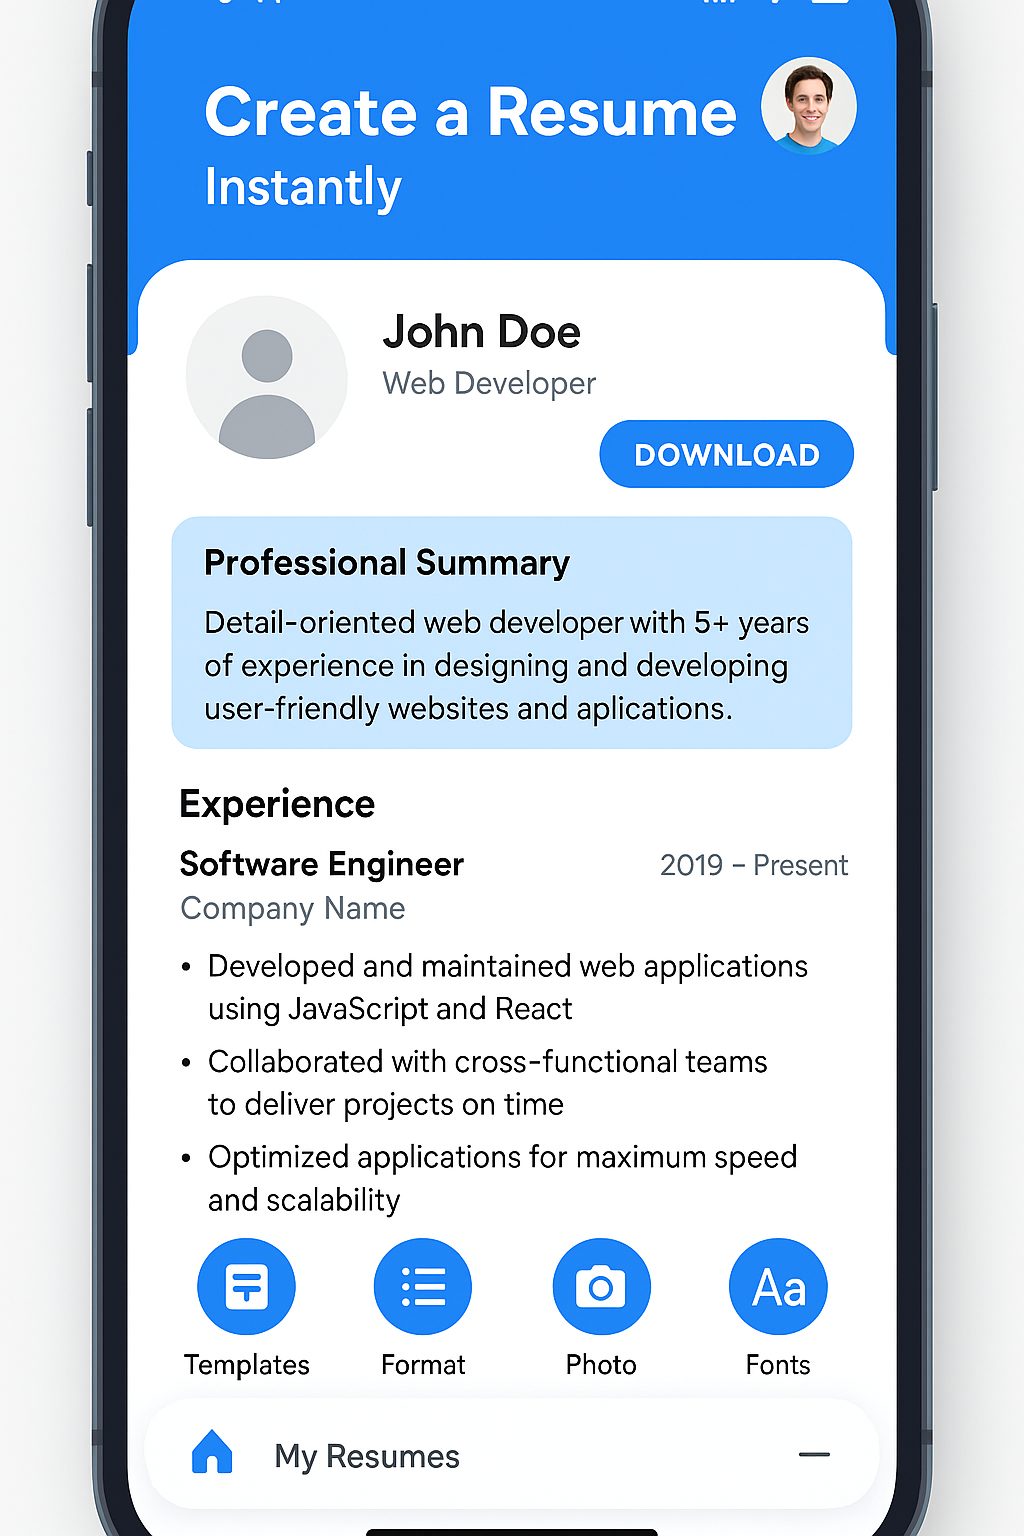 Create a Resume
Instantly
John Doe
Web Developer
DOWNLOAD
Professional Summary
Detail-oriented web developer with 5+ years
of experience in designing and developing
user-friendly websites and aplications.
Experience
Software Engineer
2019 – Present
Company Name
• Developed and maintained web applications
using JavaScript and React
• Collaborated with cross-functional teams
to deliver projects on time
• Optimized applications for maximum speed
and scalability
Aa
Templates
Format
Photo
Fonts
My Resumes